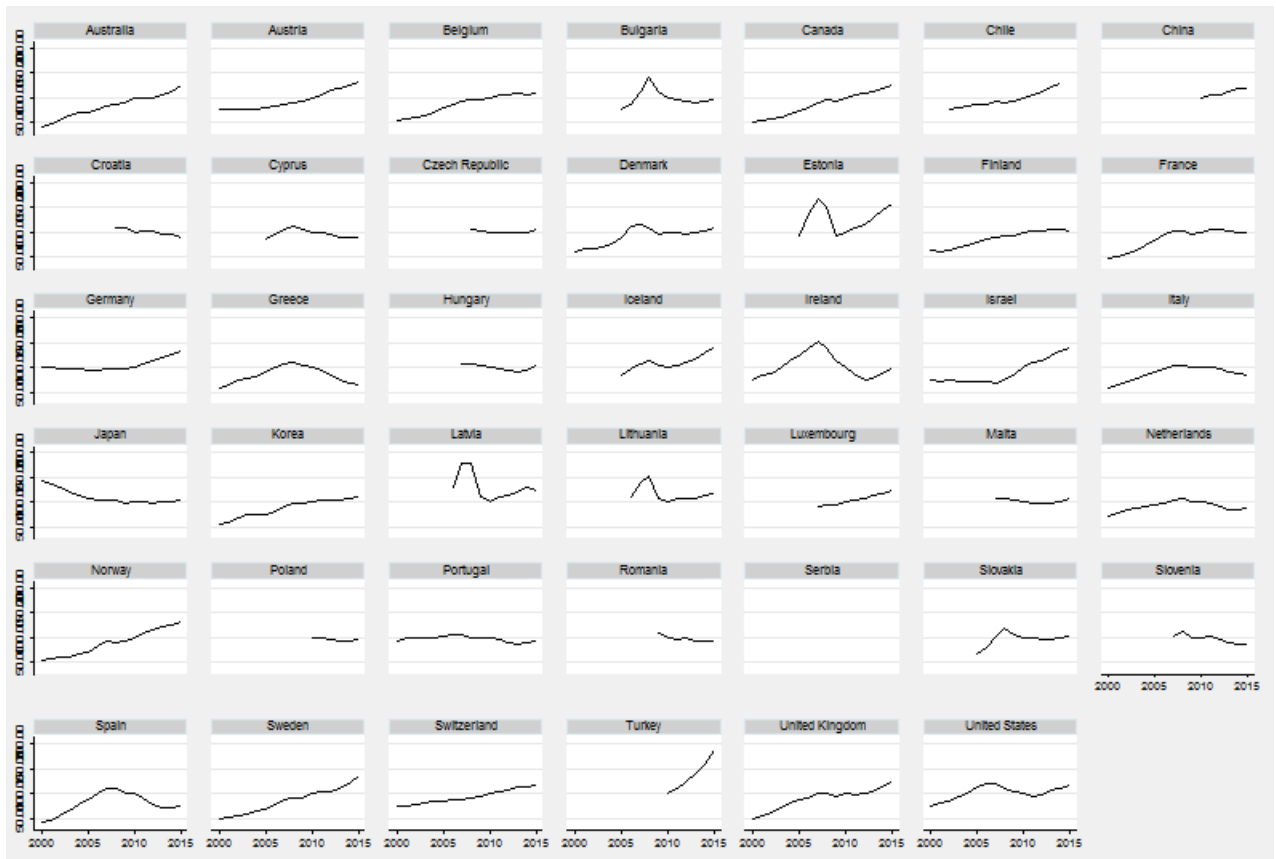 Australia Austria Belgium Bulgaria Canada Chile China
Croatia Cyprus Czech Republic Denmark Estonia Finland France
Germany Greece Hungary Iceland Ireland Israel Italy
Japan Korea Latvia Lithuania Luxembourg Malta Netherlands
Norway Poland Portugal Romania Serbia Slovakia Slovenia
2000 2005 2010 2015
Spain Sweden Switzerland Turkey United Kingdom United States
2000 2005 2010 2015 2000 2005 2010 2015 2000 2005 2010 2015 2000 2005 2010 2015 2000 2005 2010 2015 2000 2005 2010 2015